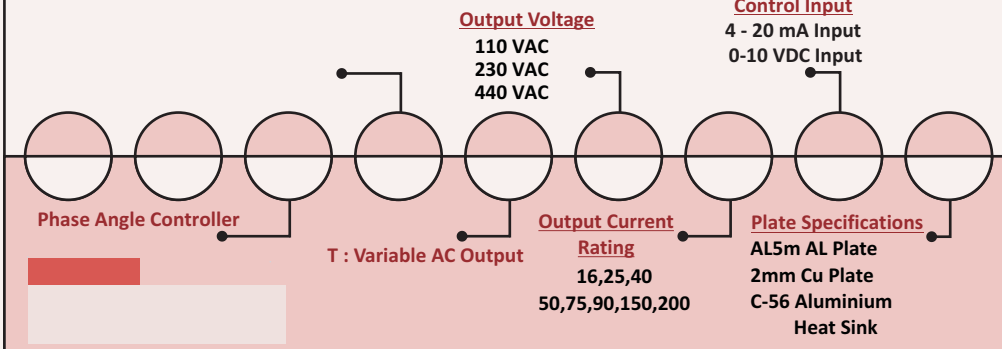 Control Input
4 - 20 mA Input
0-10 VDC Input
Output Voltage
110 VAC
230 VAC
440 VAC
Phase Angle Controller
T : Variable AC Output
Output Current
Rating
16,25,40
50,75,90,150,200
Plate Specifications
AL5m AL Plate
2mm Cu Plate
C-56 Aluminium
Heat Sink